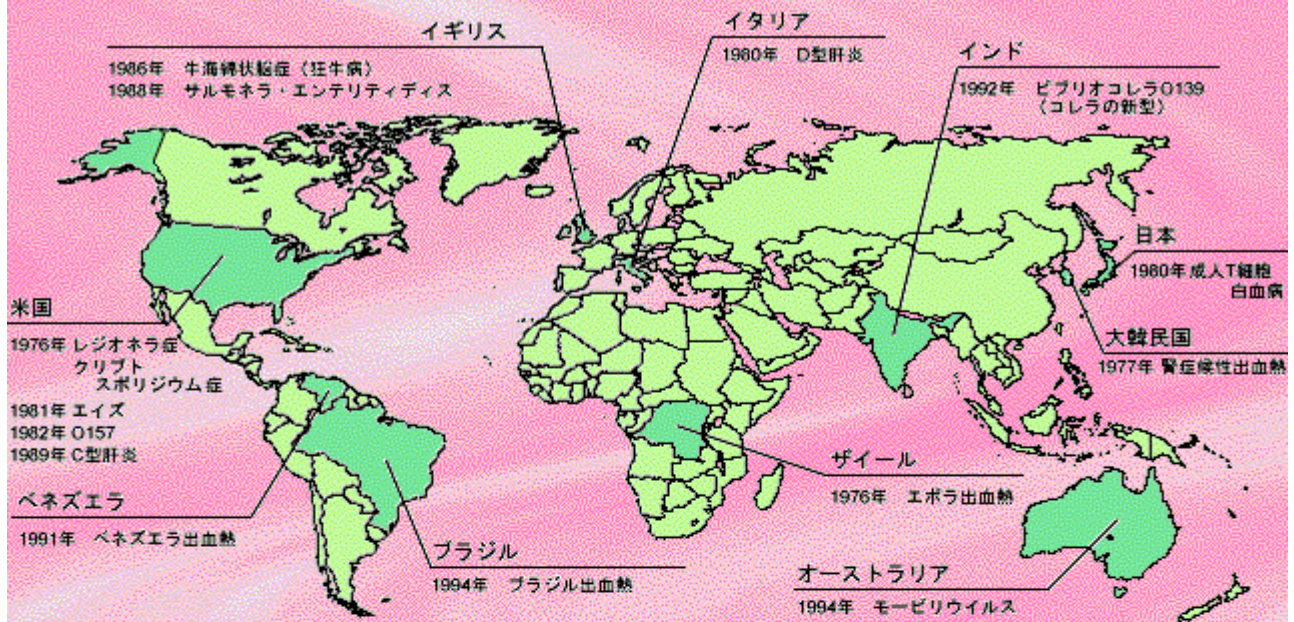 イギリス
1986年 牛海綿状脳症（狂牛病）
1988年 サルモネラ・エンテリティディス
イタリア
1980年 D型肝炎
インド
1992年 ビブリオコレラO139
（コレラの新型）
日本
1980年 成人T細胞
白血病
大韓民国
1977年 腎症候性出血熱
米国
1976年 レジオネラ症
クリプト
スポリジウム症
1981年 エイズ
1982年 O157
1989年 C型肝炎
ベネズエラ
1991年 ベネズエラ出血熱
ブラジル
1994年 ブラジル出血熱
ザイール
1976年 エボラ出血熱
オーストラリア
1994年 モービリウイルス